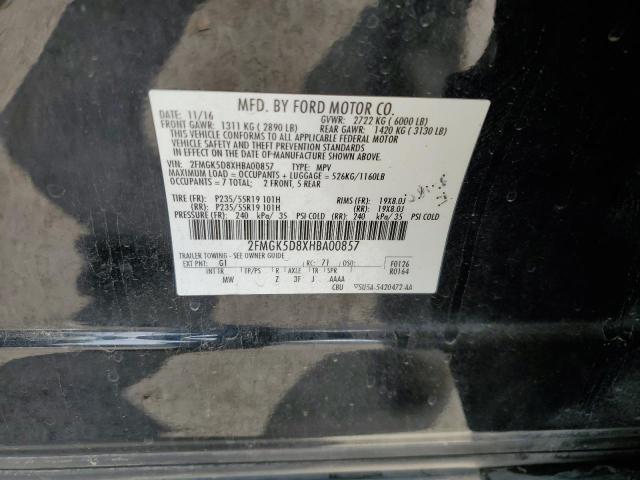 MFD. BY FORD MOTOR CO.
DATE: 11/16 GVWR: 2722 KG ( 6000 LB)
FRONT GAWR: 1311 KG ( 2890 LB) REAR GAWR: 1420 KG ( 3130 LB)
THIS VEHICLE CONFORMS TO ALL APPLICABLE FEDERAL MOTOR
VEHICLE SAFETY AND THEFT PREVENTION STANDARDS
IN EFFECT ON THE DATE OF MANUFACTURE SHOWN ABOVE.
VIN: 2FMGK5D8XHBA00857 TYPE: MPV
MAXIMUM LOAD = OCCUPANTS + LUGGAGE = 526KG/1160LB
OCCUPANTS = 7 TOTAL: 2 FRONT, 5 REAR
TIRE (FR): P235/55R19 101H RIMS (FR): 19X8.0J
(RR): P235/55R19 101H (RR): 19X8.0J
PRESSURE (FR): 240 kPa/ 35 PSI COLD (RR): 240 kPa/ 35 PSI COLD
2FMGK5D8XHBA00857
TRAILER TOWING - SEE OWNER GUIDE
EXT PNT: G1 RC: 71 DSO: F0126
INT TR TP/PS R AXLE TR SPR R0164
MW Z 3F J AAAA
CBU 5U5A-5420472-AA